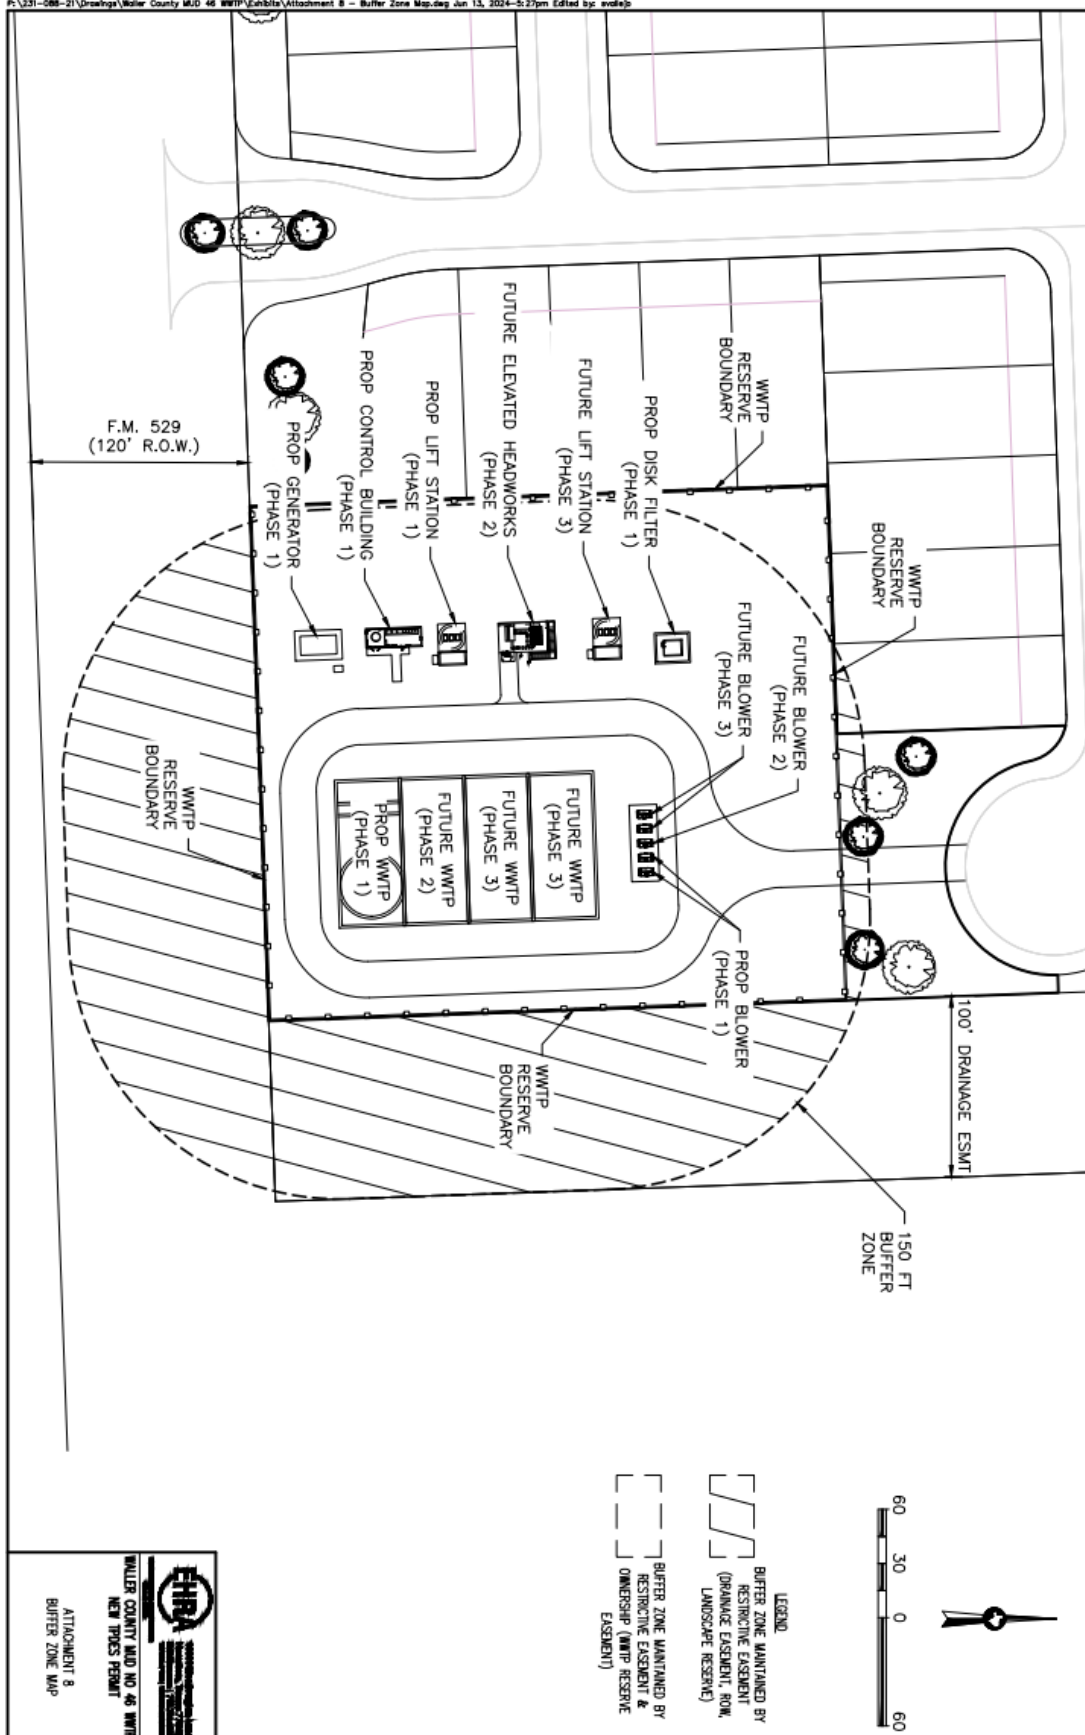 P:\231-088-21\Drawings\Waller County MUD 46 WWTP\Exhibits\Attachment 8 - Buffer Zone Map.dwg Jun 13, 2024-5:27pm Edited by:
F.M. 529
(120' R.O.W.)
PROP GENERATOR
(PHASE 1)
PROP CONTROL BUILDING
(PHASE 1)
PROP LIFT STATION
(PHASE 1)
FUTURE ELEVATED HEADWORKS
(PHASE 2)
FUTURE LIFT STATION
(PHASE 3)
PROP DISK FILTER
(PHASE 1)
WWTP
RESERVE
BOUNDARY
WWTP
RESERVE
BOUNDARY
FUTURE BLOWER
(PHASE 3)
FUTURE BLOWER
(PHASE 2)
WWTP
RESERVE
BOUNDARY
PROP WWTP
(PHASE 1)
FUTURE WWTP
(PHASE 2)
FUTURE WWTP
(PHASE 3)
FUTURE WWTP
(PHASE 3)
PROP BLOWER
(PHASE 1)
WWTP
RESERVE
BOUNDARY
100' DRAINAGE ESMT
150 FT
BUFFER
ZONE
60 30 0 60
LEGEND
BUFFER ZONE MAINTAINED BY
RESTRICTIVE EASEMENT
(DRAINAGE EASEMENT, ROW,
LANDSCAPE RESERVE)
BUFFER ZONE MAINTAINED BY
RESTRICTIVE EASEMENT &
OWNERSHIP (WWTP RESERVE
EASEMENT)
EHRA
WALLER COUNTY MUD NO 46 WWTP
NEW TPDES PERMIT
ATTACHMENT 8
BUFFER ZONE MAP